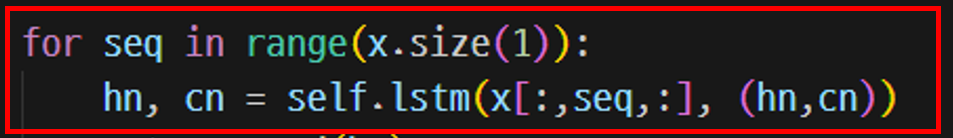 for seq in range(x.size(1)):
hn, cn = self.lstm(x[:,seq,:], (hn,cn))